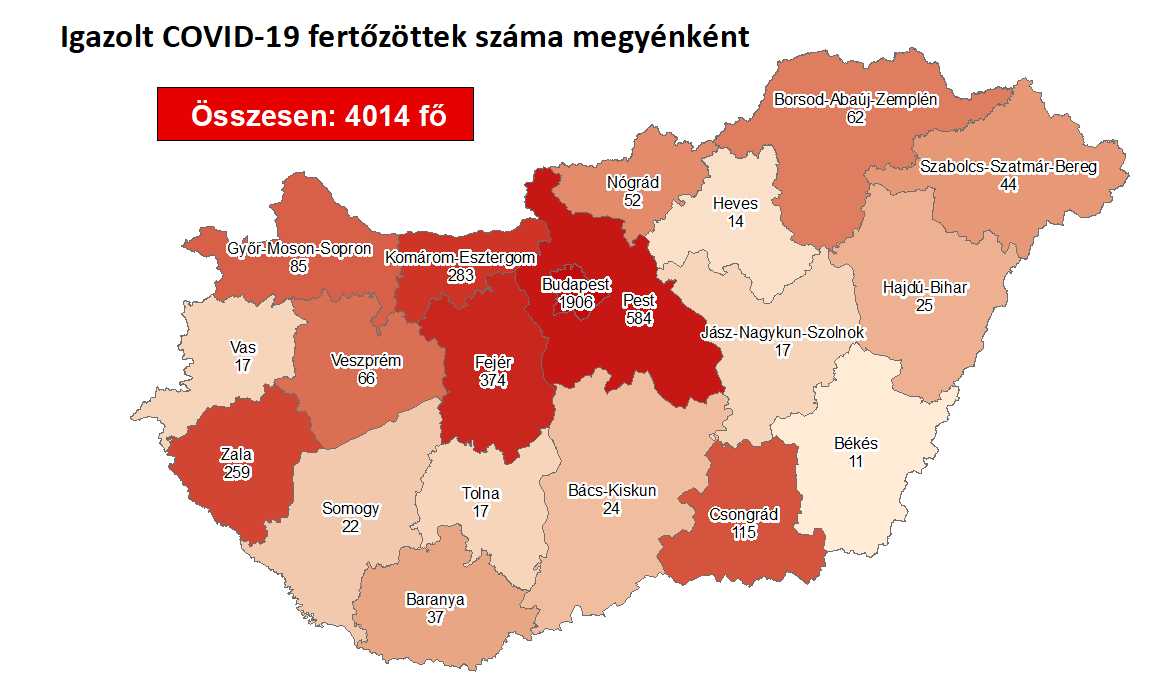 Igazolt COVID-19 fertőzöttek száma megyénként
Összesen: 4014 fő
Borsod-Abaúj-Zemplén
62
Szabolcs-Szatmár-Bereg
44
Nógrád
52
Heves
14
Győr-Moson-Sopron
85
Komárom-Esztergom
283
Budapest
1906
Pest
584
Hajdú-Bihar
25
Jász-Nagykun-Szolnok
17
Vas
17
Veszprém
66
Fejér
374
Békés
11
Zala
259
Somogy
22
Tolna
17
Bács-Kiskun
24
Csongrád
115
Baranya
37